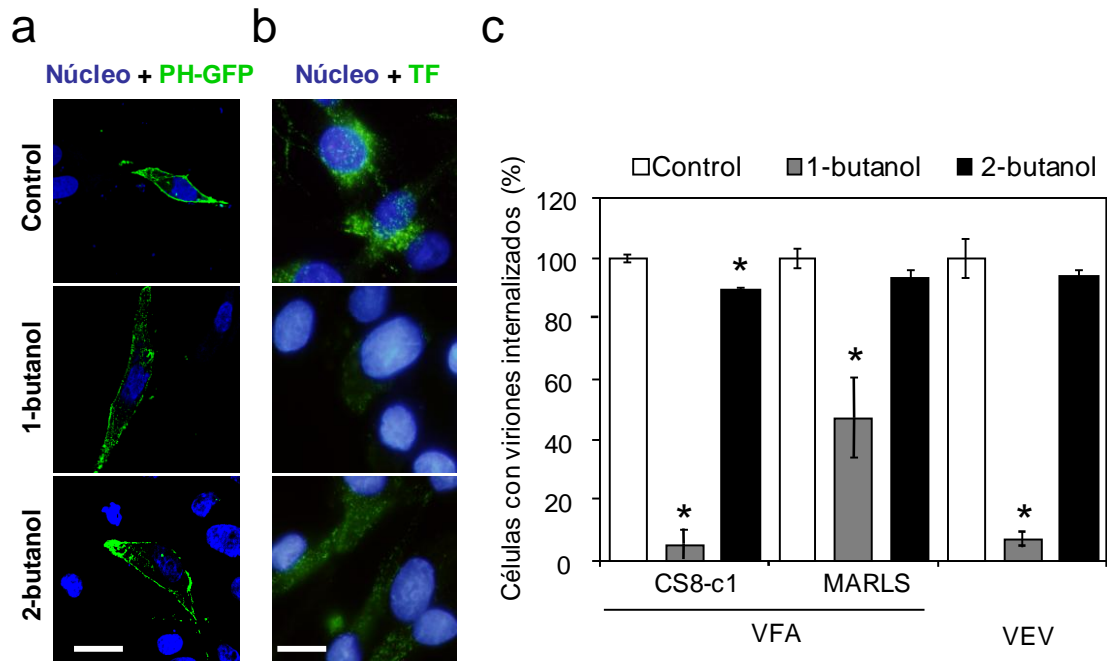 a
Núcleo + PH-GFP
Control
1-butanol
2-butanol
b
Núcleo + TF
c
Control 1-butanol 2-butanol
Células con viriones internalizados (%)
120
100
80
60
40
20
0
*
*
*
*
CS8-c1 MARLS
VFA VEV